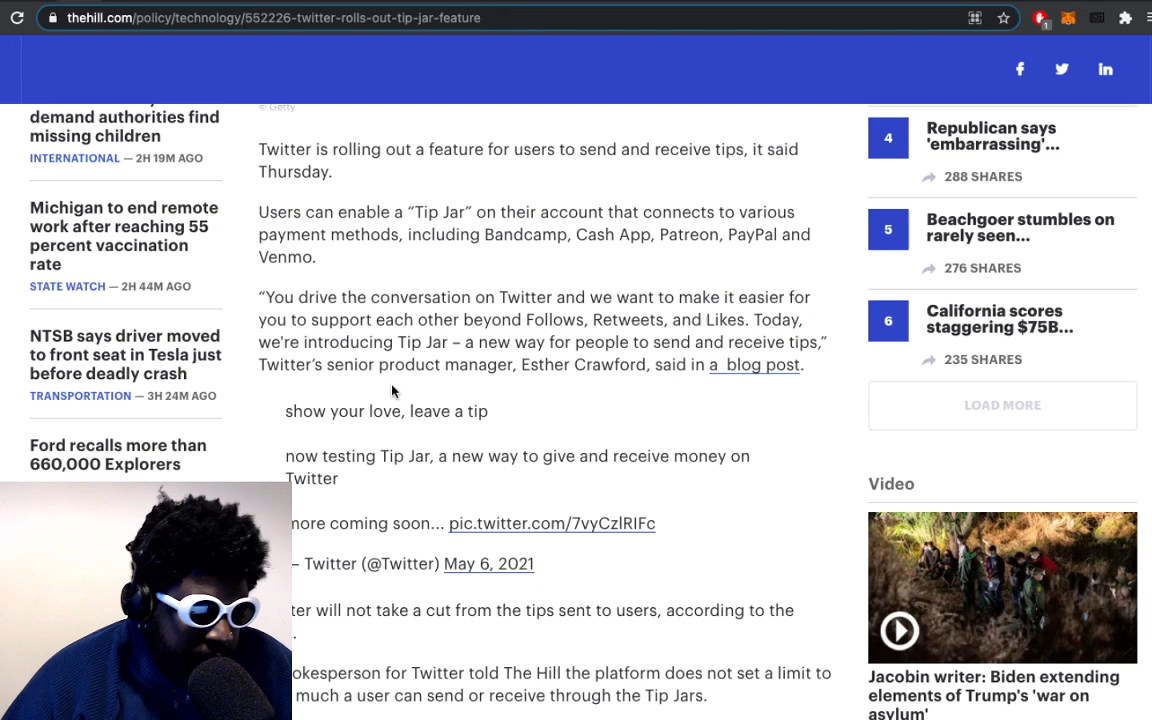 thehill.com/policy/technology/552226-twitter-rolls-out-tip-jar-feature
1
demand authorities find
missing children
INTERNATIONAL — 2H 19M AGO
Michigan to end remote
work after reaching 55
percent vaccination
rate
STATE WATCH — 2H 44M AGO
NTSB says driver moved
to front seat in Tesla just
before deadly crash
TRANSPORTATION — 3H 24M AGO
Ford recalls more than
660,000 Explorers
© Getty
Twitter is rolling out a feature for users to send and receive tips, it said
Thursday.
Users can enable a “Tip Jar” on their account that connects to various
payment methods, including Bandcamp, Cash App, Patreon, PayPal and
Venmo.
“You drive the conversation on Twitter and we want to make it easier for
you to support each other beyond Follows, Retweets, and Likes. Today,
we're introducing Tip Jar – a new way for people to send and receive tips,”
Twitter’s senior product manager, Esther Crawford, said in a blog post.
show your love, leave a tip
now testing Tip Jar, a new way to give and receive money on
Twitter
more coming soon... pic.twitter.com/7vyCzlRIFc
– Twitter (@Twitter) May 6, 2021
ter will not take a cut from the tips sent to users, according to the
.
okesperson for Twitter told The Hill the platform does not set a limit to
much a user can send or receive through the Tip Jars.
4
Republican says
'embarrassing'...
288 SHARES
5
Beachgoer stumbles on
rarely seen...
276 SHARES
6
California scores
staggering $75B...
235 SHARES
LOAD MORE
Video
Jacobin writer: Biden extending
elements of Trump's 'war on
asylum'